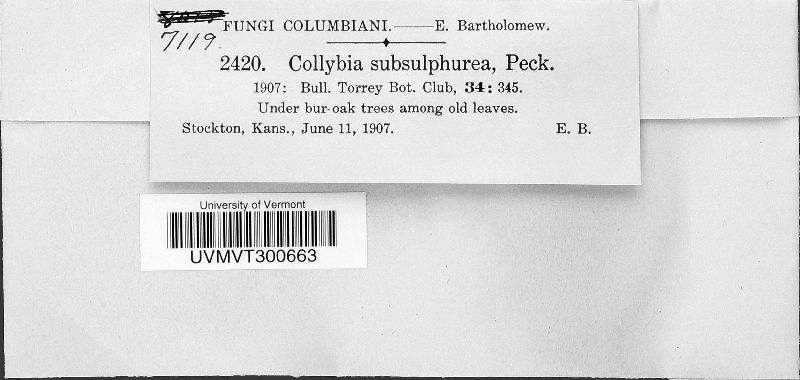 FUNGI COLUMBIANI.——E. Bartholomew.
7119.
2420. Collybia subsulphurea, Peck.
1907: Bull. Torrey Bot. Club, 34: 345.
Under bur-oak trees among old leaves.
Stockton, Kans., June 11, 1907. E. B.
University of Vermont
UVMVT300663